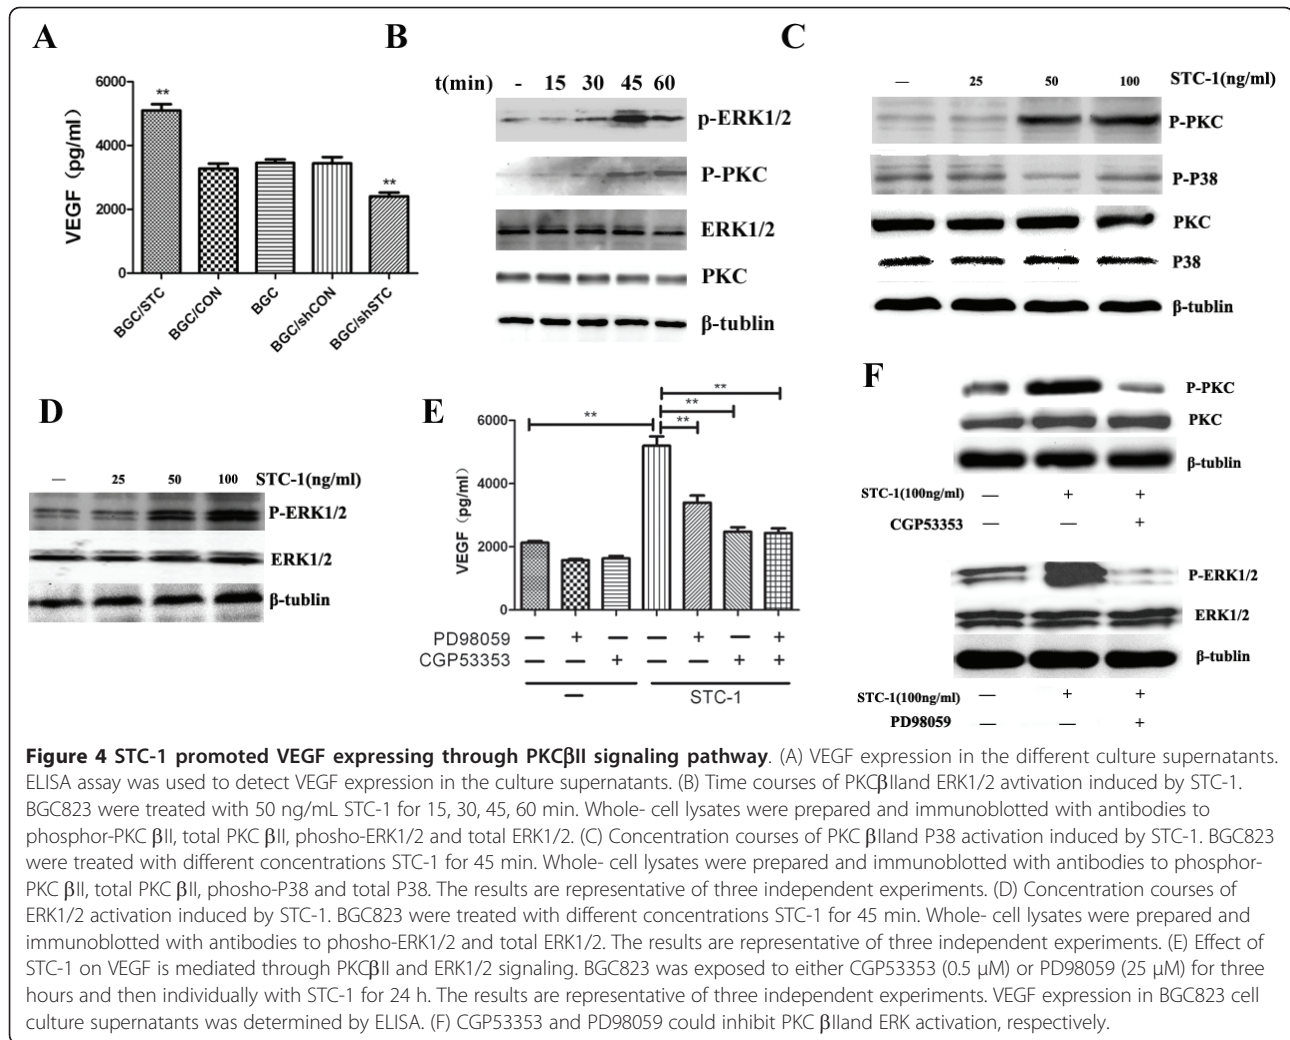 A
VEGF (pg/ml)
6000
4000
2000
0
**
**
BGC/STC
BGC/CON
BGC
BGC/shCON
BGC/shSTC
B
t(min) - 15 30 45 60
p-ERK1/2
P-PKC
ERK1/2
PKC
β-tublin
C
— 25 50 100 STC-1(ng/ml)
P-PKC
P-P38
PKC
P38
β-tublin
D
— 25 50 100 STC-1(ng/ml)
P-ERK1/2
ERK1/2
β-tublin
E
VEGF (pg/ml)
6000
4000
2000
0
**
**
**
**
PD98059 — + — — + — +
CGP53353 — — + — — + +
— STC-1
F
P-PKC
PKC
β-tublin
STC-1(100ng/ml) — + +
CGP53353 — — +
P-ERK1/2
ERK1/2
β-tublin
STC-1(100ng/ml) — + +
PD98059 — — +
Figure 4 STC-1 promoted VEGF expressing through PKCβII signaling pathway. (A) VEGF expression in the different culture supernatants.
ELISA assay was used to detect VEGF expression in the culture supernatants. (B) Time courses of PKCβIIand ERK1/2 avtivation induced by STC-1.
BGC823 were treated with 50 ng/mL STC-1 for 15, 30, 45, 60 min. Whole- cell lysates were prepared and immunoblotted with antibodies to
phosphor-PKC βII, total PKC βII, phosho-ERK1/2 and total ERK1/2. (C) Concentration courses of PKC βIIand P38 activation induced by STC-1. BGC823
were treated with different concentrations STC-1 for 45 min. Whole- cell lysates were prepared and immunoblotted with antibodies to phosphor-
PKC βII, total PKC βII, phosho-P38 and total P38. The results are representative of three independent experiments. (D) Concentration courses of
ERK1/2 activation induced by STC-1. BGC823 were treated with different concentrations STC-1 for 45 min. Whole- cell lysates were prepared and
immunoblotted with antibodies to phosho-ERK1/2 and total ERK1/2. The results are representative of three independent experiments. (E) Effect of
STC-1 on VEGF is mediated through PKCβII and ERK1/2 signaling. BGC823 was exposed to either CGP53353 (0.5 μM) or PD98059 (25 μM) for three
hours and then individually with STC-1 for 24 h. The results are representative of three independent experiments. VEGF expression in BGC823 cell
culture supernatants was determined by ELISA. (F) CGP53353 and PD98059 could inhibit PKC βIIand ERK activation, respectively.